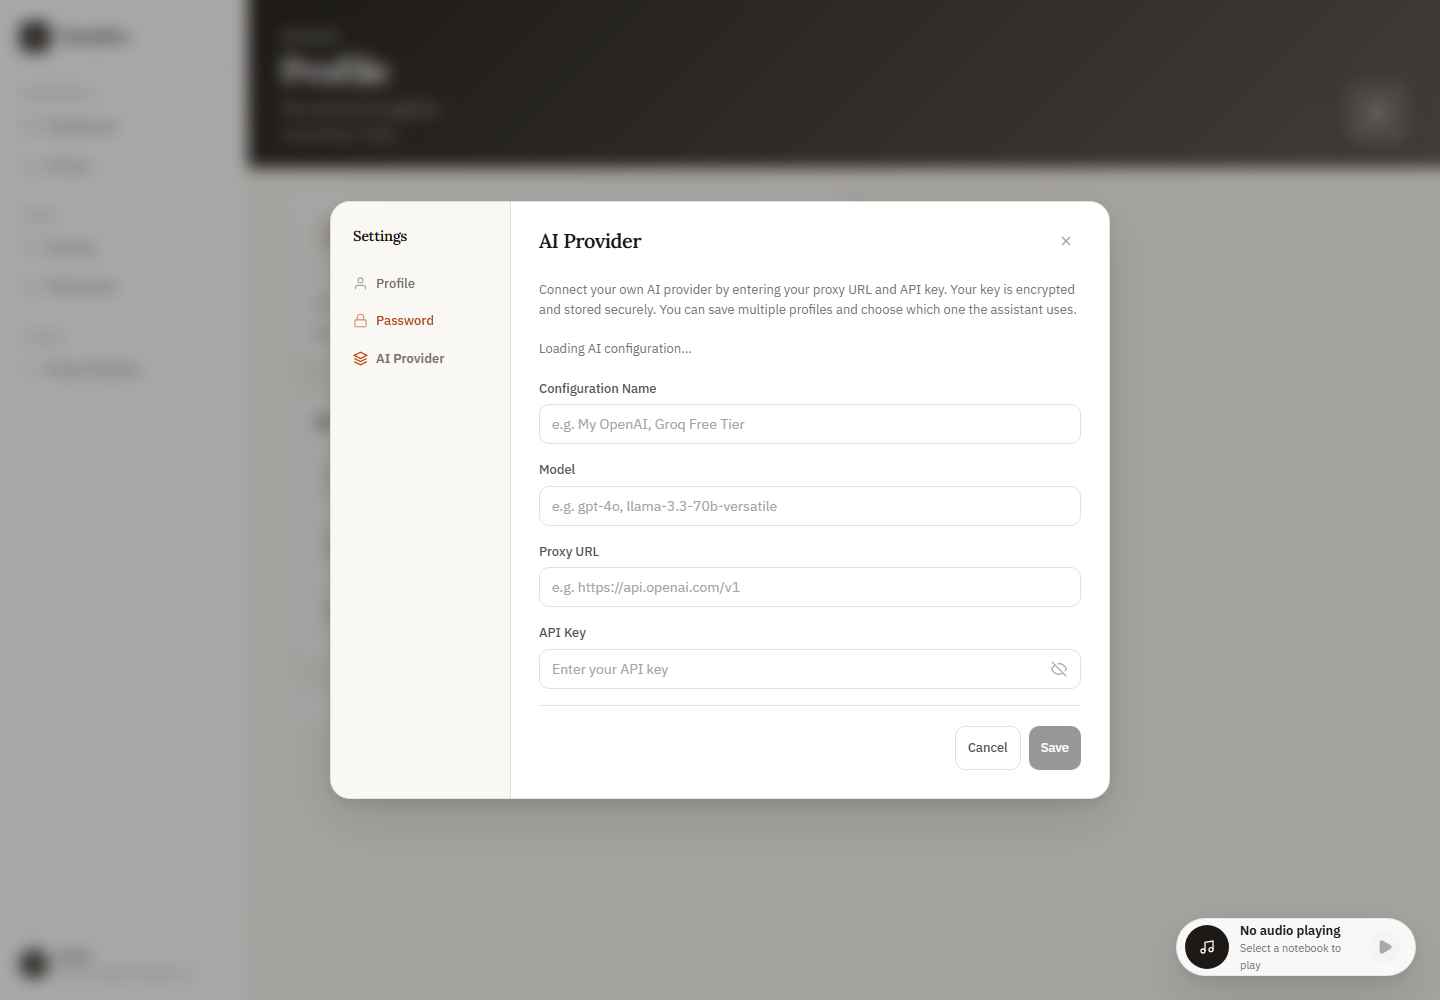 Profile
Settings
Profile
Password
AI Provider
AI Provider
Connect your own AI provider by entering your proxy URL and API key. Your key is encrypted
and stored securely. You can save multiple profiles and choose which one the assistant uses.
Loading AI configuration...
Configuration Name
e.g. My OpenAI, Groq Free Tier
Model
e.g. gpt-4o, llama-3.3-70b-versatile
Proxy URL
e.g. https://api.openai.com/v1
API Key
Enter your API key
Cancel
Save
No audio playing
Select a notebook to
play